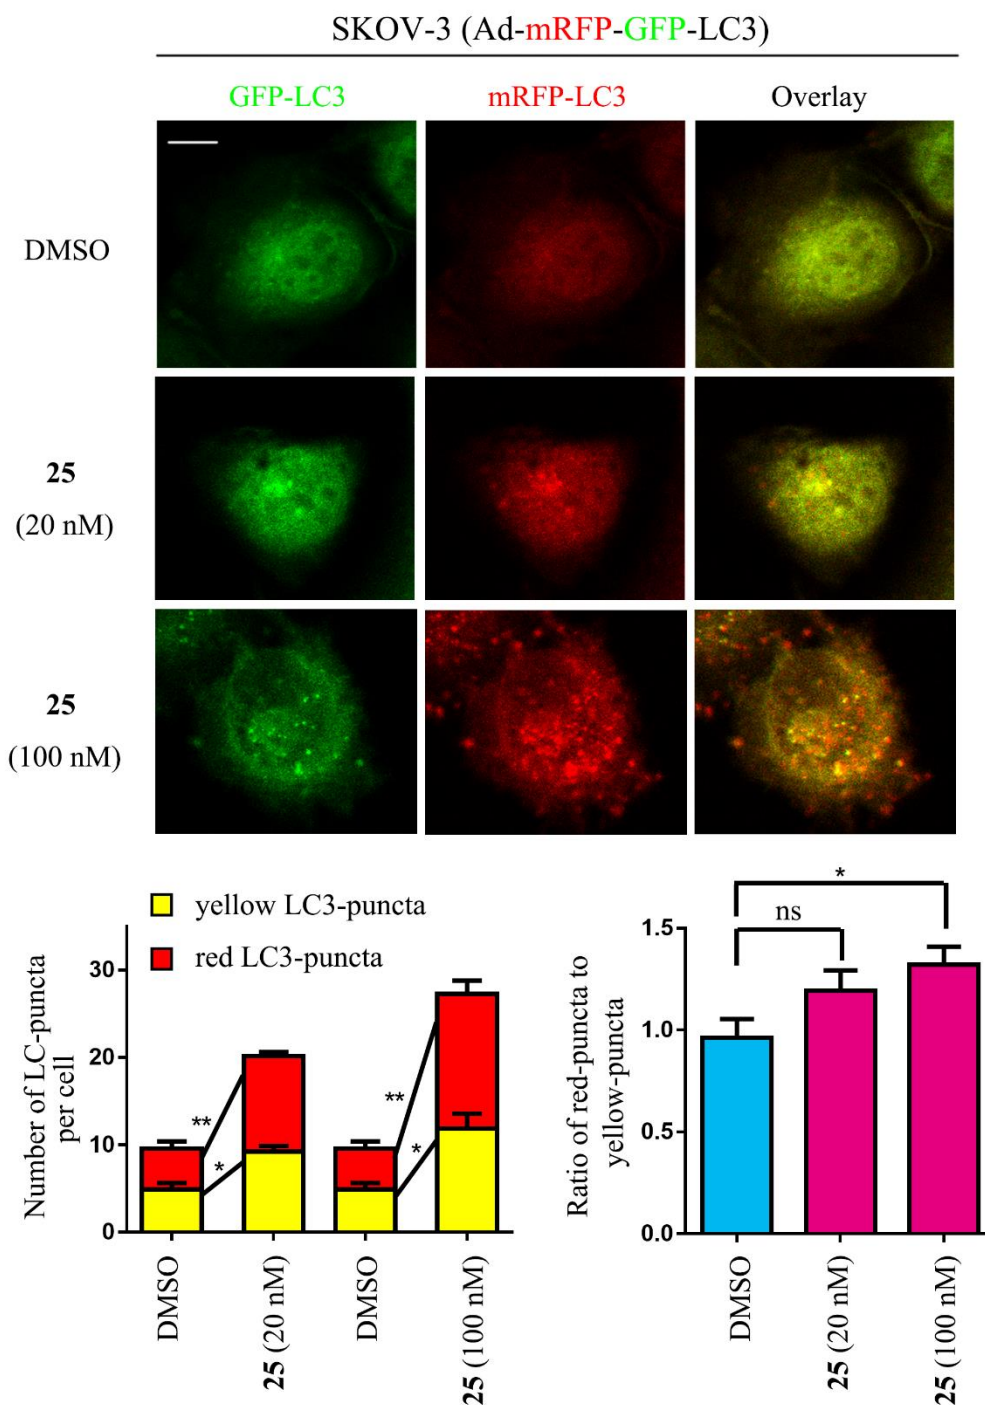 SKOV-3 (Ad-mRFP-GFP-LC3)
GFP-LC3 mRFP-LC3 Overlay
DMSO
25
(20 nM)
25
(100 nM)
yellow LC3-puncta
red LC3-puncta
Number of LC-puncta
per cell
30
20
10
0
** * ** *
DMSO
25 (20 nM)
DMSO
25 (100 nM)
Ratio of red-puncta to
yellow-puncta
1.5
1.0
0.5
0.0
*
ns
DMSO
25 (20 nM)
25 (100 nM)